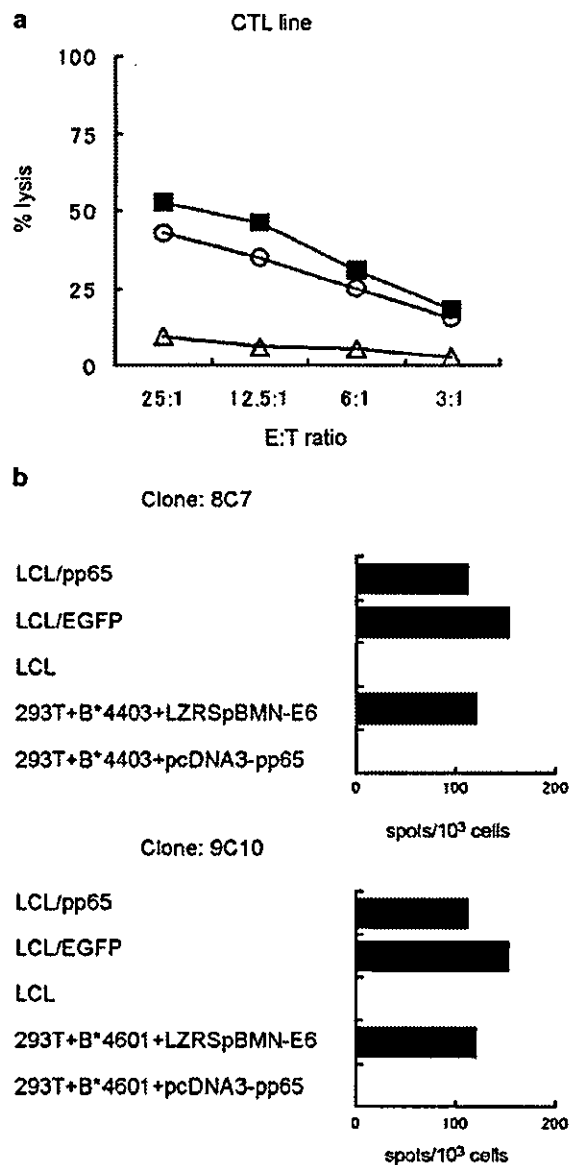 a
CTL line
100
75
50
25
0
% lysis
25:1 12.5:1 6:1 3:1
E:T ratio
b
Clone: 8C7
LCL/pp65
LCL/EGFP
LCL
293T+B*4403+LZRSpBMN-E6
293T+B*4403+pcDNA3-pp65
0 100 200
spots/10³ cells
Clone: 9C10
LCL/pp65
LCL/EGFP
LCL
293T+B*4601+LZRSpBMN-E6
293T+B*4601+pcDNA3-pp65
0 100 200
spots/10³ cells